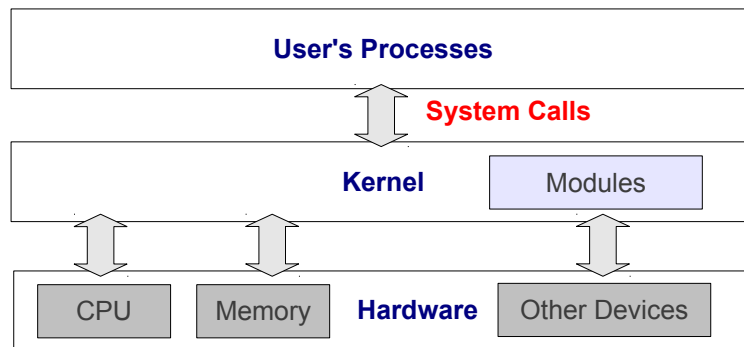 User's Processes
System Calls
Kernel
Modules
CPU
Memory
Hardware
Other Devices